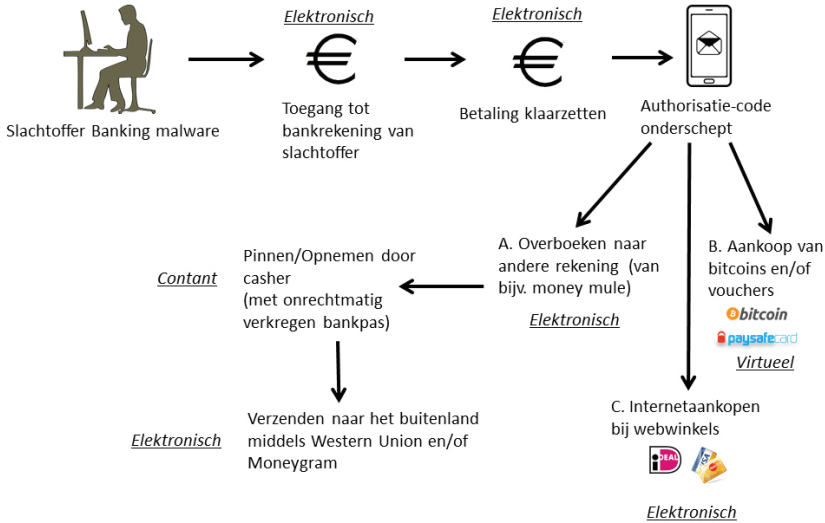 Elektronisch
Elektronisch
Slachtoffer Banking malware
Toegang tot
bankrekening van
slachtoffer
Betaling klaarzetten
Authorisatie-code
onderschept
A. Overboeken naar
andere rekening (van
bijv. money mule)
Elektronisch
B. Aankoop van
bitcoins en/of
vouchers
bitcoin
paysafecard
Virtueel
Contant
Pinnen/Opnemen door
casher
(met onrechtmatig
verkregen bankpas)
Elektronisch
Verzenden naar het buitenland
middels Western Union en/of
Moneygram
C. Internetaankopen
bij webwinkels
iDEAL
VISA
Elektronisch